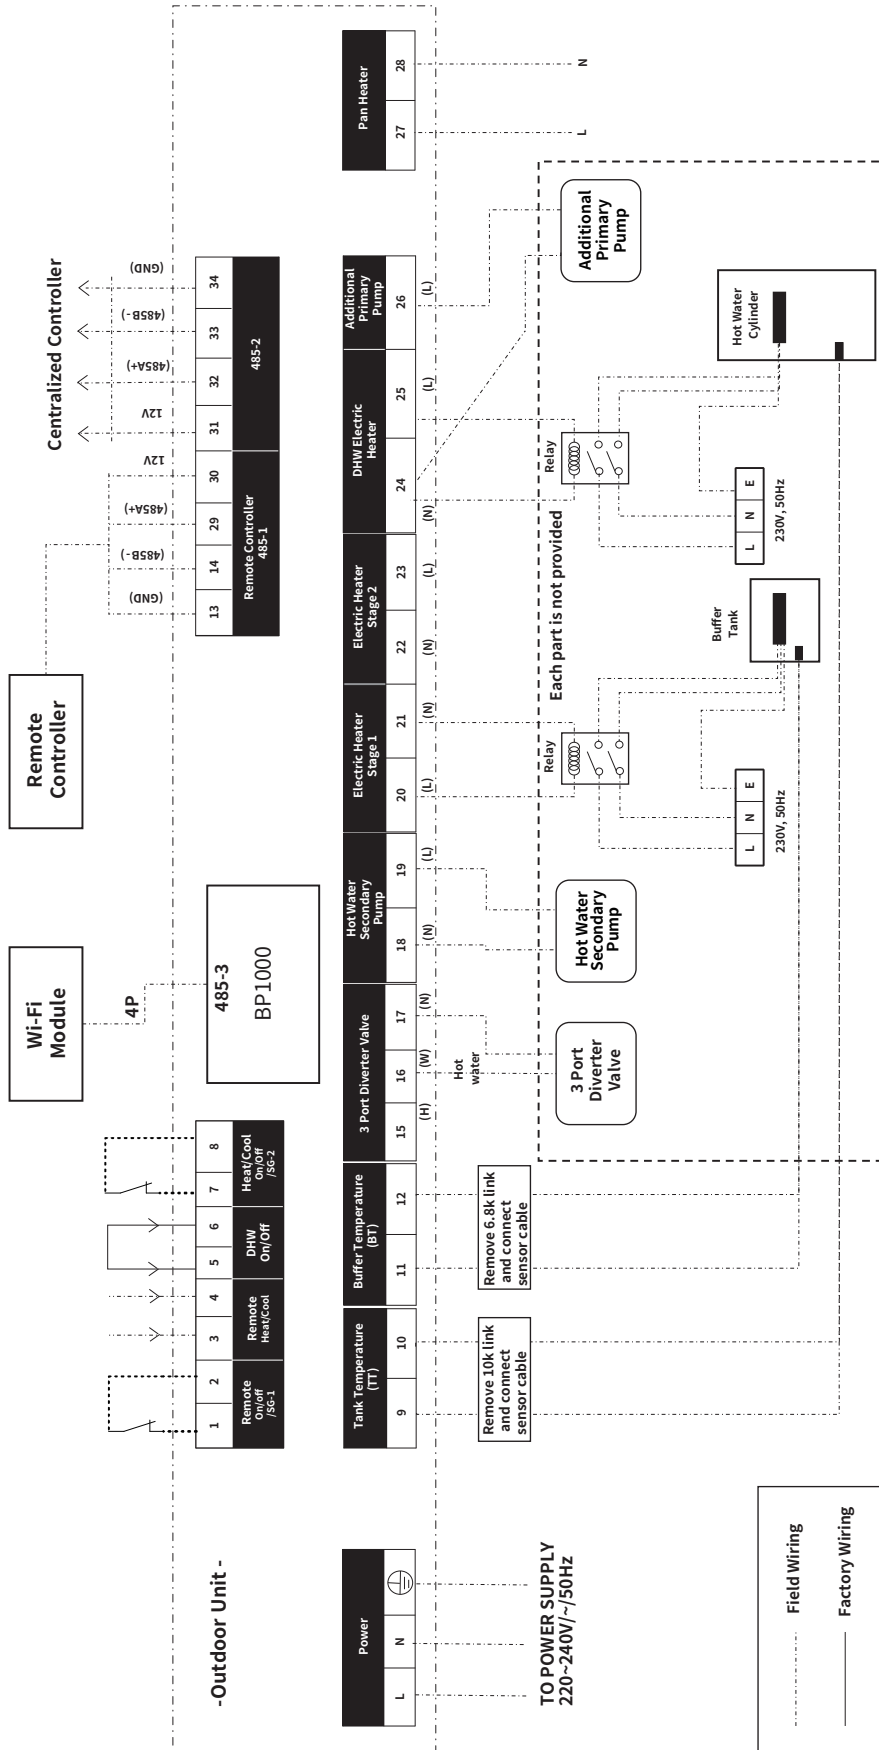 Wi-Fi
Module
Remote
Controller
4P
Centralized Controller
(GND)
(485B-)
(485A+)
12V
12V
(485A+)
(485B-)
(GND)
-Outdoor Unit -
1
2
3
4
5
6
7
8
Remote
On/off
/SG-1
Remote
Heat/Cool
DHW
On/Off
Heat/Cool
On/Off
/SG-2
485-3
BP1000
13
14
29
30
31
32
33
34
Remote Controller
485-1
485-2
Power
L
N
Tank Temperature
(TT)
9
10
Buffer Temperature
(BT)
11
12
3 Port Diverter Valve
15
16
17
Hot Water
Secondary
Pump
18
19
Electric Heater
Stage 1
20
21
Electric Heater
Stage 2
22
23
DHW Electric
Heater
24
25
Additional
Primary
Pump
26
Pan Heater
27
28
(H)
(W)
(N)
(N)
(L)
(L)
(N)
(N)
(L)
(N)
(L)
(L)
Hot
water
TO POWER SUPPLY
220~240V/~/50Hz
Remove 10k link
and connect
sensor cable
Remove 6.8k link
and connect
sensor cable
L
N
Each part is not provided
3 Port
Diverter
Valve
Hot Water
Secondary
Pump
Relay
Relay
Additional
Primary
Pump
L
N
E
230V, 50Hz
Buffer
Tank
L
N
E
230V, 50Hz
Hot Water
Cylinder
Field Wiring
Factory Wiring